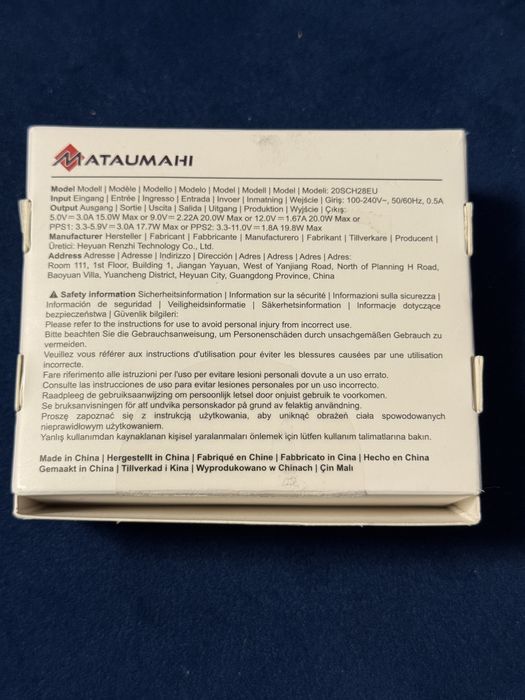 MATAUMAHI
Model Modell | Modèle | Modello | Modelo | Model | Modell | Model | Modeli: 20SCH28EU
Input Eingang | Entrée | Ingresso | Entrada | Invoer | Inmatning | Wejście | Giriş: 100-240V~, 50/60Hz, 0.5A
Output Ausgang | Sortie | Uscita | Salida | Uitgang | Produktion | Wyjście | Çıkış:
5.0V⎓3.0A 15.0W Max or 9.0V⎓2.22A 20.0W Max or 12.0V⎓1.67A 20.0W Max or
PPS1: 3.3-5.9V⎓3.0A 17.7W Max or PPS2: 3.3-11.0V⎓1.8A 19.8W Max
Manufacturer Hersteller | Fabricant | Fabbricante | Manufacturero | Fabrikant | Tillverkare | Producent |
Üretici: Heyuan Renzhi Technology Co., Ltd.
Address Adresse | Adresse | Indirizzo | Dirección | Adres | Adress | Adres | Adres:
Room 111, 1st Floor, Building 1, Jiangan Yayuan, West of Yanjiang Road, North of Planning H Road,
Baoyuan Villa, Yuancheng District, Heyuan City, Guangdong Province, China
⚠ Safety information Sicherheitsinformation | Information sur la sécurité | Informazioni sulla sicurezza |
Información de seguridad | Veiligheidsinformatie | Säkerhetsinformation | Informacje dotyczące
bezpieczeństwa | Güvenlik bilgileri:
Please refer to the instructions for use to avoid personal injury from incorrect use.
Bitte beachten Sie die Gebrauchsanweisung, um Personenschäden durch unsachgemäßen Gebrauch zu
vermeiden.
Veuillez vous référer aux instructions d'utilisation pour éviter les blessures causées par une utilisation
incorrecte.
Fare riferimento alle istruzioni per l'uso per evitare lesioni personali dovute a un uso errato.
Consulte las instrucciones de uso para evitar lesiones personales por un uso incorrecto.
Raadpleeg de gebruiksaanwijzing om persoonlijk letsel door onjuist gebruik te voorkomen.
Se bruksanvisningen för att undvika personskador på grund av felaktig användning.
Proszę zapoznać się z instrukcją użytkowania, aby uniknąć obrażeń ciała spowodowanych
nieprawidłowym użytkowaniem.
Yanlış kullanımdan kaynaklanan kişisel yaralanmaları önlemek için lütfen kullanım talimatlarına bakın.
Made in China | Hergestellt in China | Fabriqué en Chine | Fabbricato in Cina | Hecho en China
Gemaakt in China | Tillverkad i Kina | Wyprodukowano w Chinach | Çin Malı